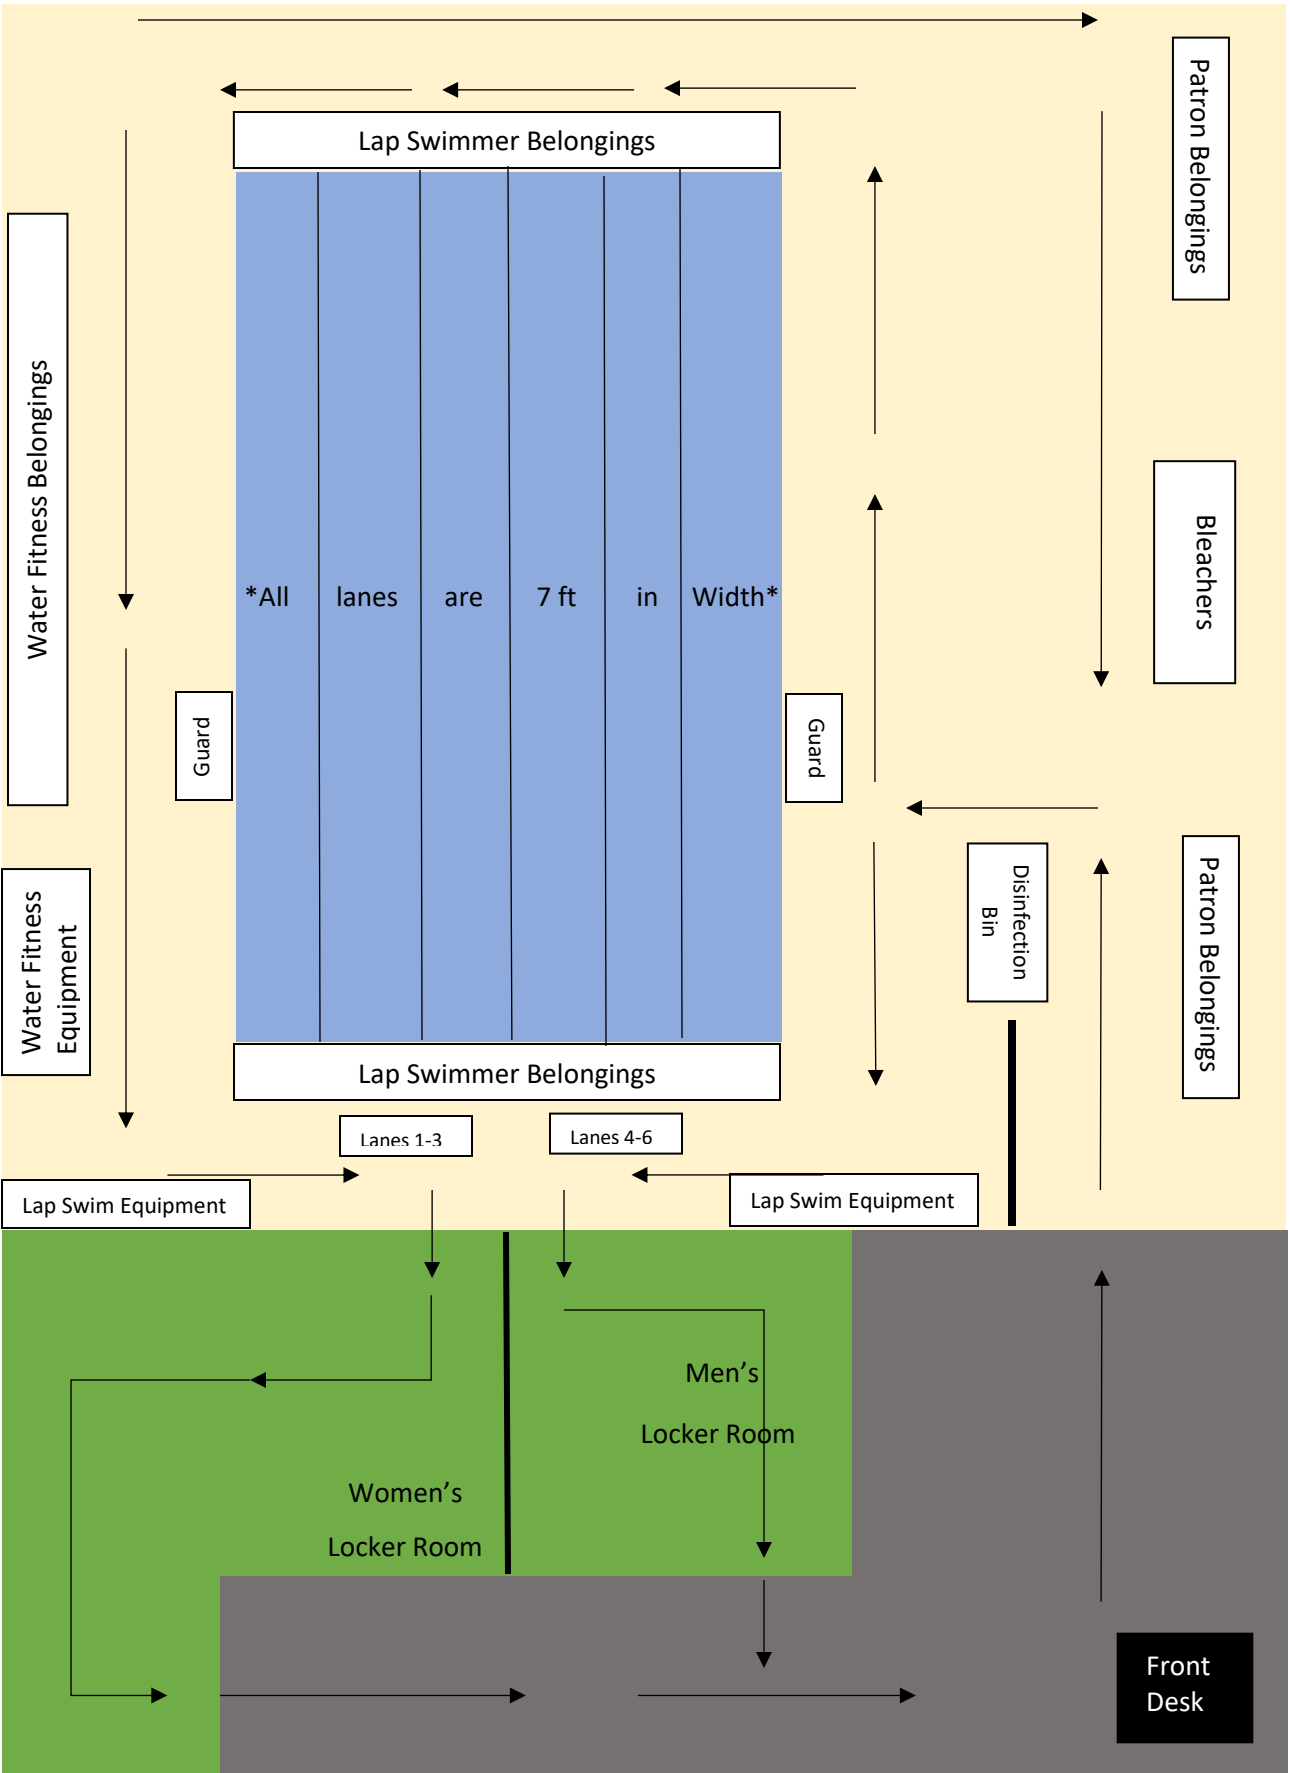 Patron Belongings
Lap Swimmer Belongings
Water Fitness Belongings
Bleachers
*All lanes are 7 ft in Width*
Guard
Guard
Disinfection
Bin
Patron Belongings
Water Fitness
Equipment
Lap Swimmer Belongings
Lanes 1-3
Lanes 4-6
Lap Swim Equipment
Lap Swim Equipment
Men’s
Locker Room
Women’s
Locker Room
Front
Desk